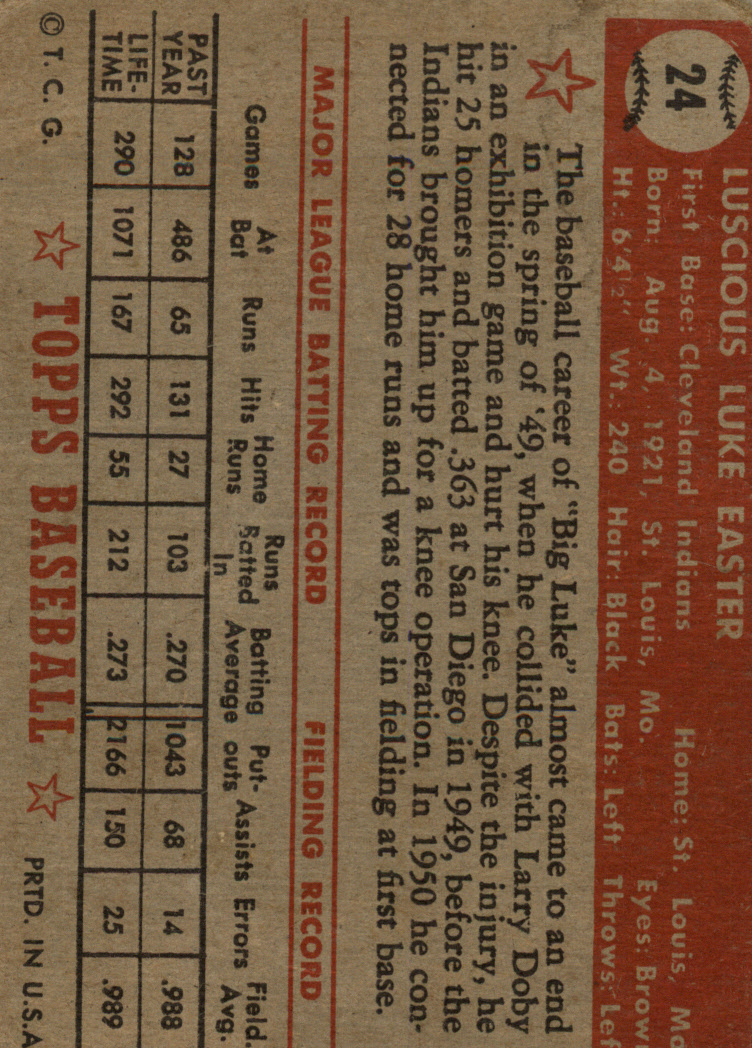 24
LUSCIOUS LUKE EASTER
First Base: Cleveland Indians Home: St. Louis, Mo
Born: Aug. 4, 1921, St. Louis, Mo. Eyes: Brow
Ht.: 6'4½" Wt.: 240 Hair: Black Bats: Left Throws: Lef
The baseball career of "Big Luke" almost came to an end
in the spring of '49, when he collided with Larry Doby
in an exhibition game and hurt his knee. Despite the injury, he
hit 25 homers and batted .363 at San Diego in 1949, before the
Indians brought him up for a knee operation. In 1950 he con-
nected for 28 home runs and was tops in fielding at first base.
MAJOR LEAGUE BATTING RECORD FIELDING RECORD
Games At Bat Runs Hits Home Runs Runs Batted In Batting Average Put-outs Assists Errors Field. Avg.
PAST YEAR 128 486 65 131 27 103 .270 1043 68 14 .988
LIFE-TIME 290 1071 167 292 55 212 .273 2166 150 25 .989
© T. C. G. TOPPS BASEBALL PRTD. IN U.S.A